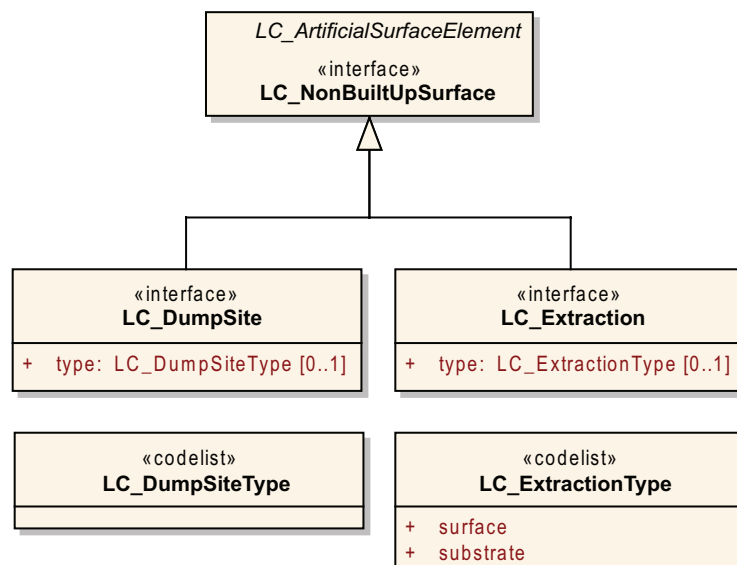 LC_ArtificialSurfaceElement
«interface»
LC_NonBuiltUpSurface
«interface»
LC_DumpSite
+ type: LC_DumpSiteType [0..1]
«interface»
LC_Extraction
+ type: LC_ExtractionType [0..1]
«codelist»
LC_DumpSiteType
«codelist»
LC_ExtractionType
+ surface
+ substrate